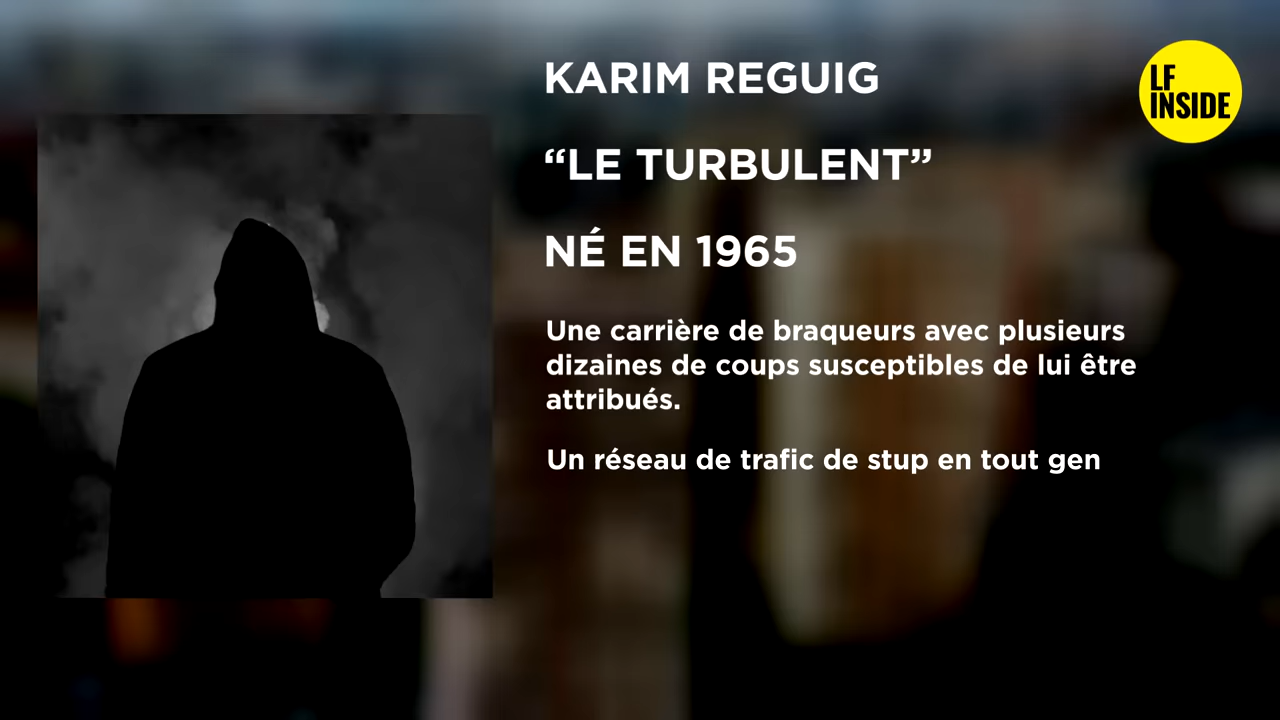 KARIM REGUIG
“LE TURBULENT”
NÉ EN 1965
Une carrière de braqueurs avec plusieurs
dizaines de coups susceptibles de lui être
attribués.
Un réseau de trafic de stup en tout gen
LF
INSIDE